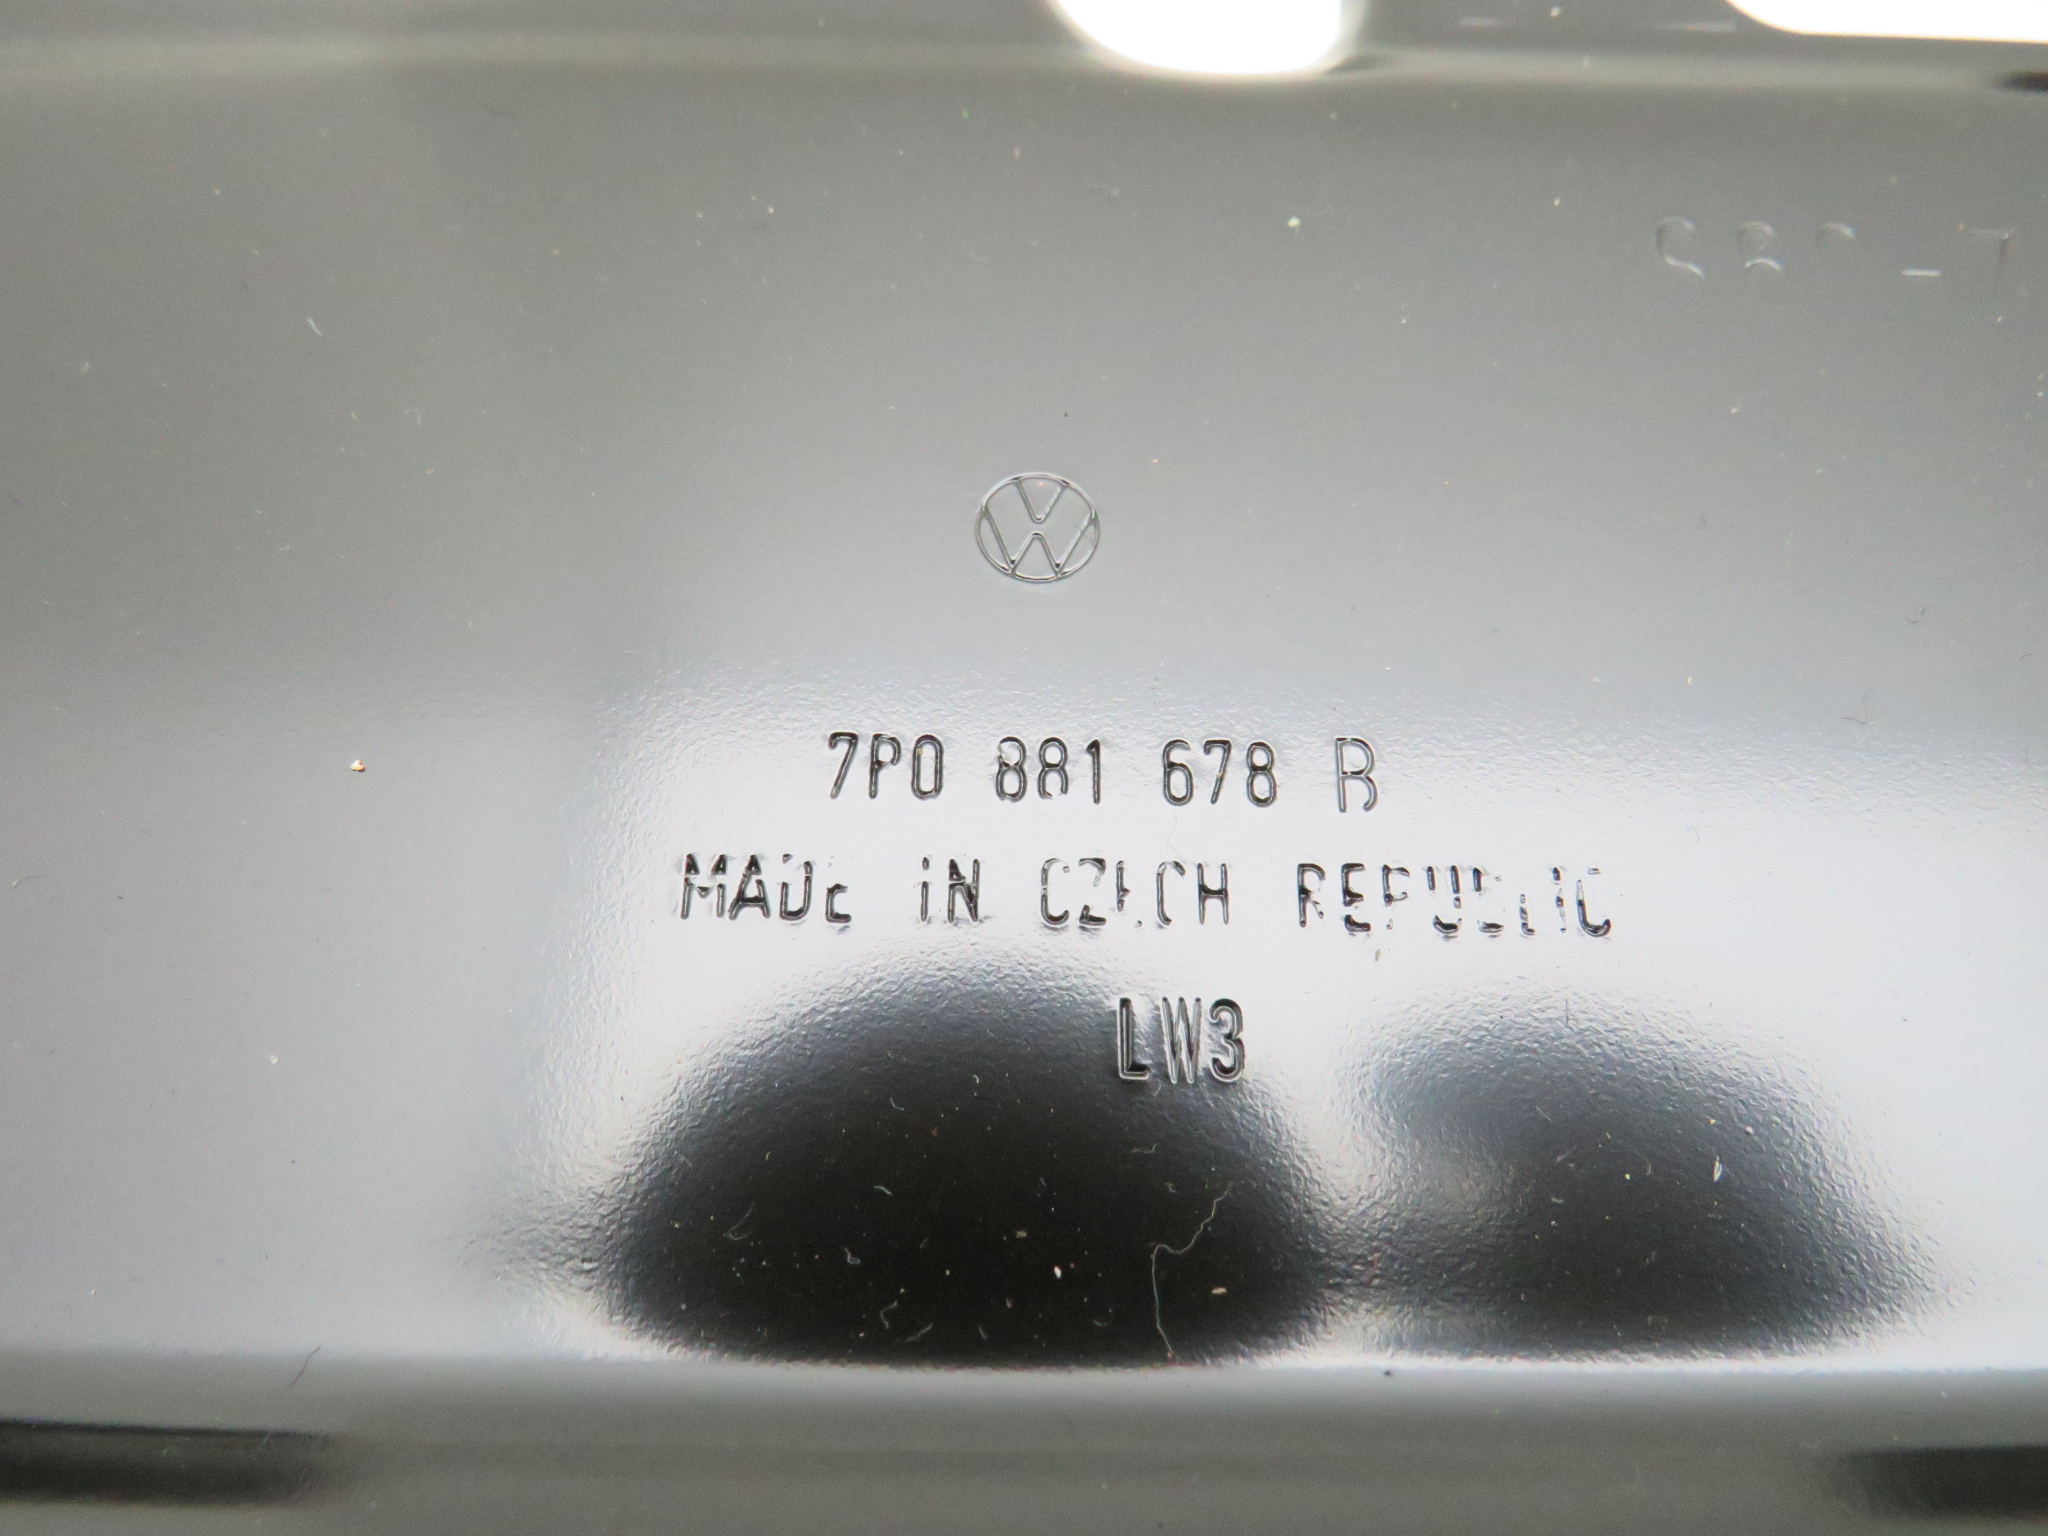 7P0 881 678 B
MADE IN CZECH REPUBLIC
LW3